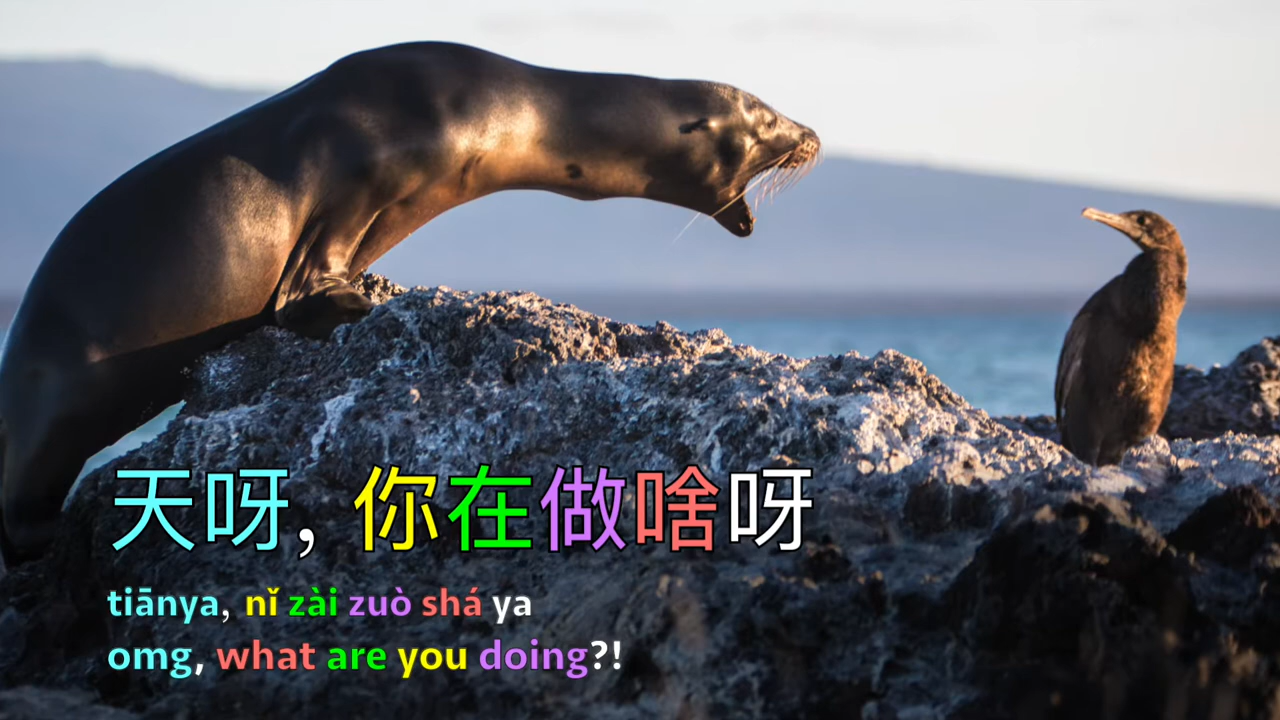 天呀, 你在做啥呀
tiānya, nǐ zài zuò shá ya
omg, what are you doing?!